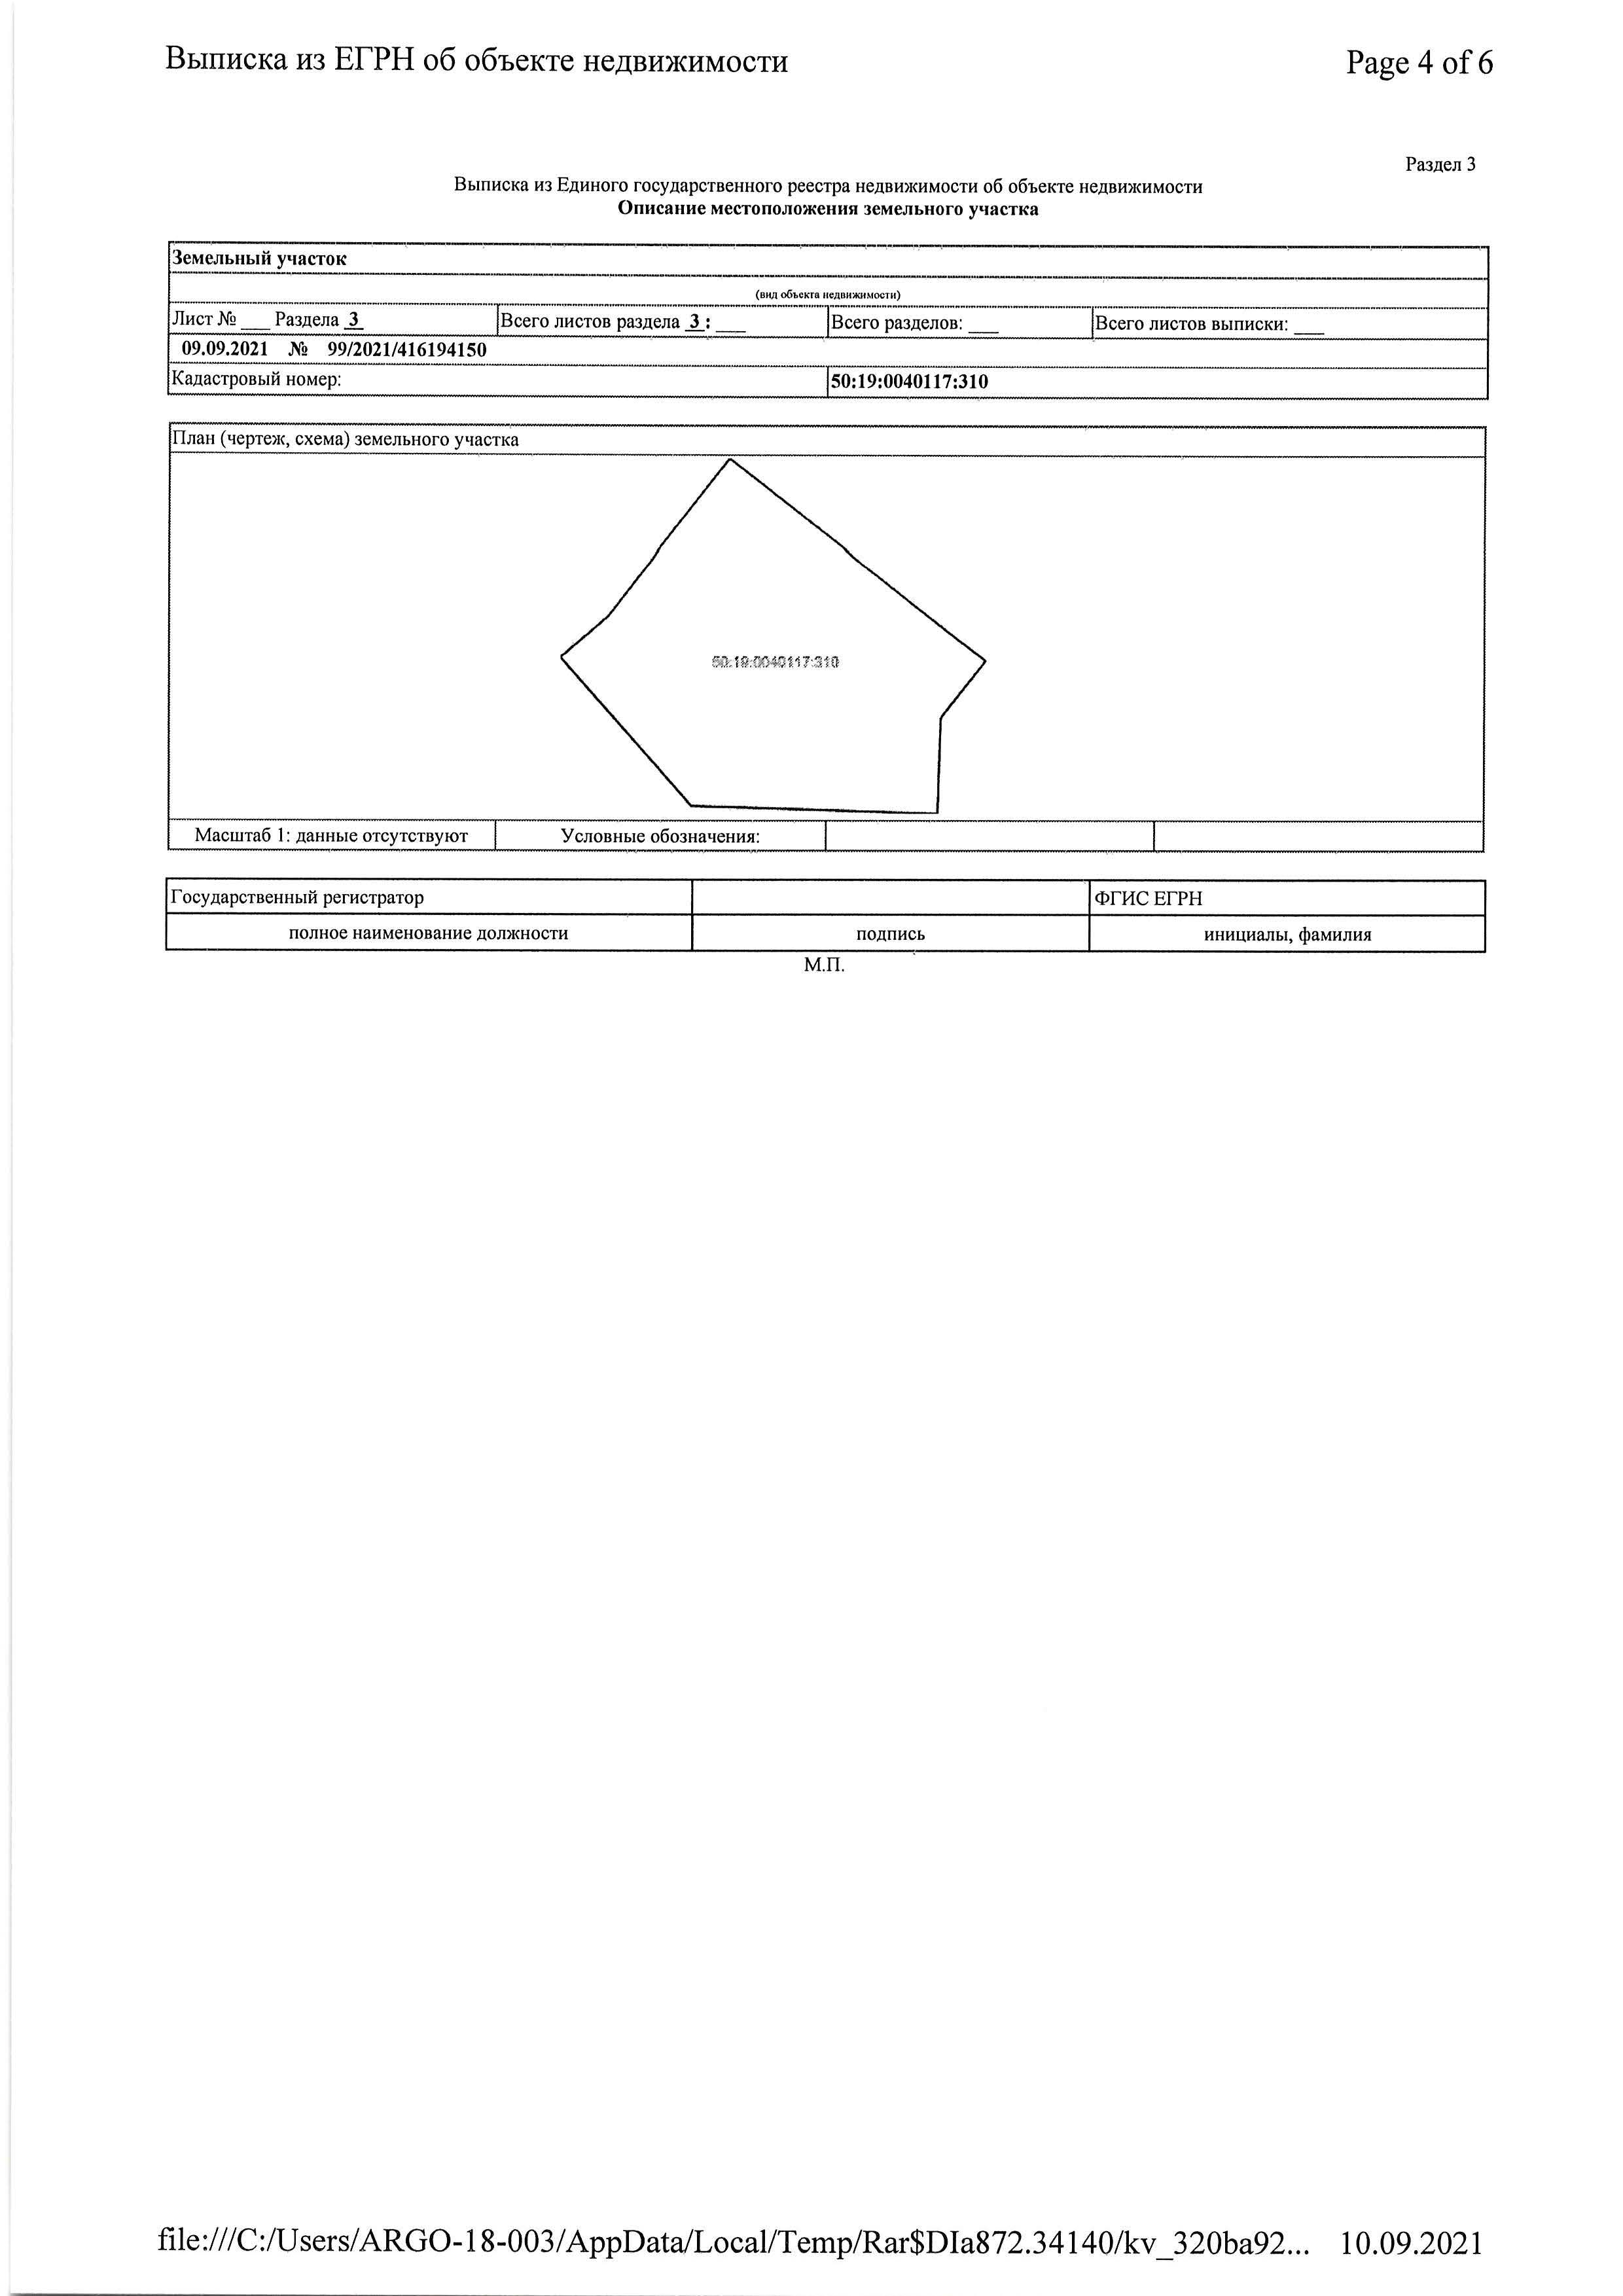 Выписка из ЕГРН об объекте недвижимости Page 4 of 6
Раздел 3
Выписка из Единого государственного реестра недвижимости об объекте недвижимости
Описание местоположения земельного участка
Земельный участок
(вид объекта недвижимости)
Лист № ___ Раздела 3 Всего листов раздела 3 : ___ Всего разделов: ___ Всего листов выписки: ___
09.09.2021 № 99/2021/416194150
Кадастровый номер: 50:19:0040117:310
План (чертеж, схема) земельного участка
50:19:0040117:310
Масштаб 1: данные отсутствуют Условные обозначения:
Государственный регистратор ФГИС ЕГРН
полное наименование должности подпись инициалы, фамилия
М.П.
file:///C:/Users/ARGO-18-003/AppData/Local/Temp/Rar$DIa872.34140/kv_320ba92... 10.09.2021